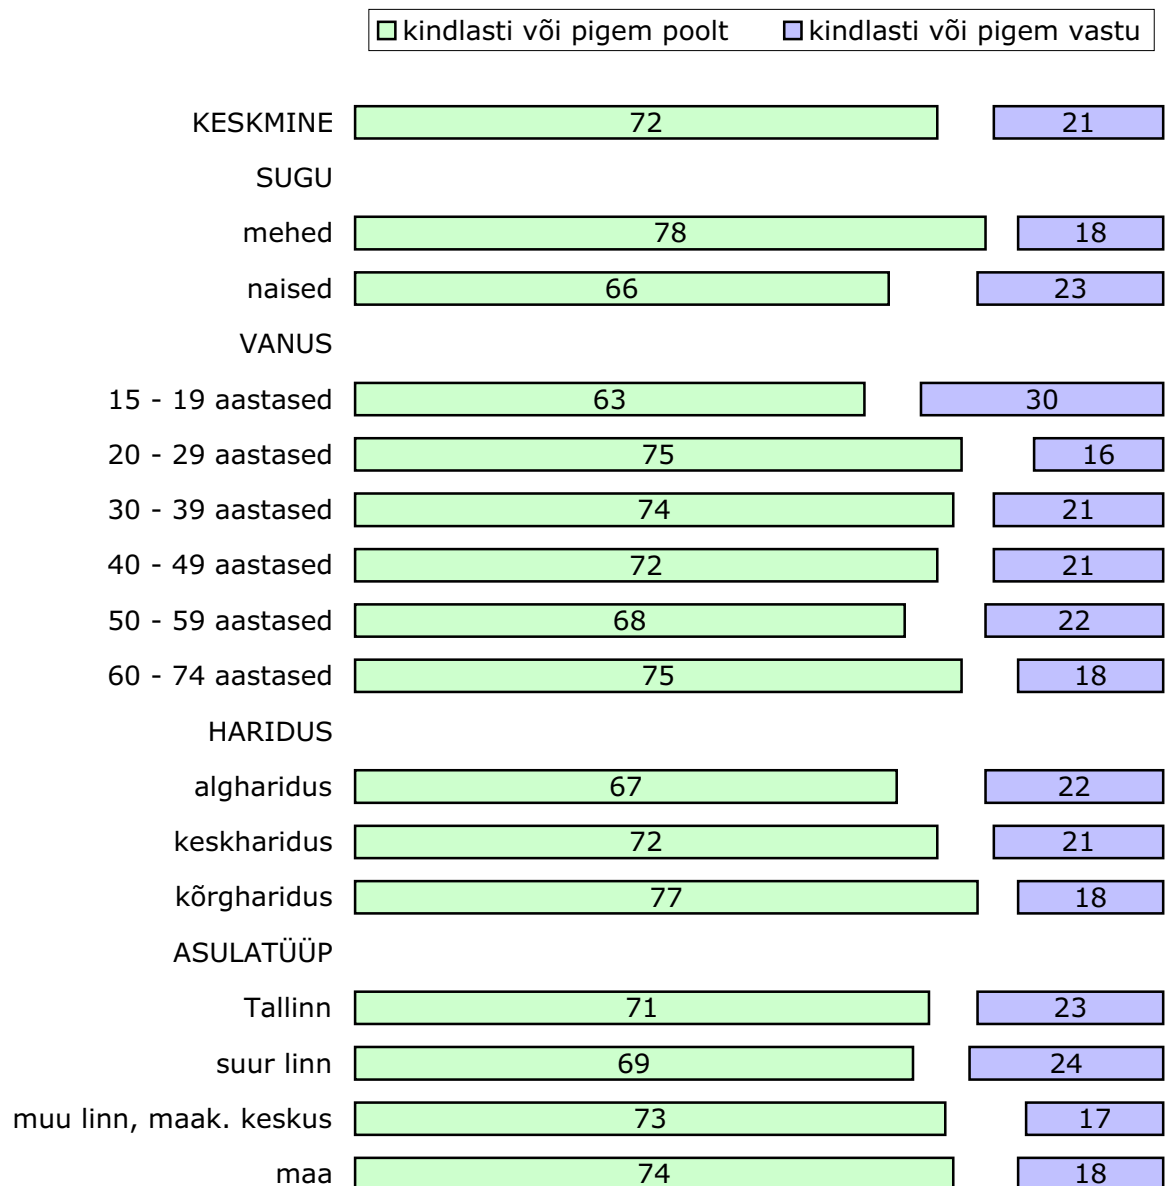 kindlasti või pigem poolt kindlasti või pigem vastu
KESKMINE 72 21
SUGU
mehed 78 18
naised 66 23
VANUS
15 - 19 aastased 63 30
20 - 29 aastased 75 16
30 - 39 aastased 74 21
40 - 49 aastased 72 21
50 - 59 aastased 68 22
60 - 74 aastased 75 18
HARIDUS
algharidus 67 22
keskharidus 72 21
kõrgharidus 77 18
ASULATÜÜP
Tallinn 71 23
suur linn 69 24
muu linn, maak. keskus 73 17
maa 74 18